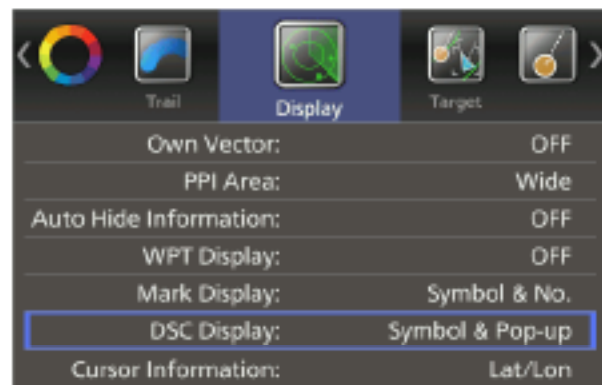 Trail
Display
Target
Own Vector: OFF
PPI Area: Wide
Auto Hide Information: OFF
WPT Display: OFF
Mark Display: Symbol & No.
DSC Display: Symbol & Pop-up
Cursor Information: Lat/Lon